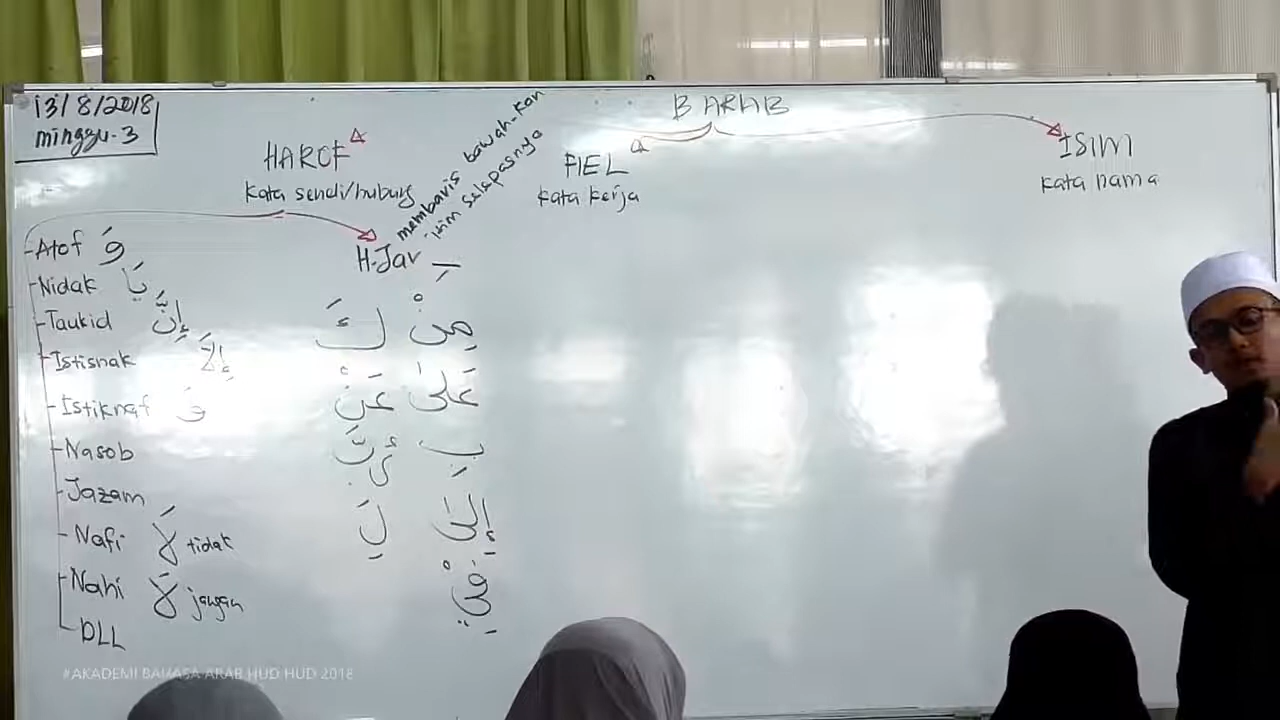 13/8/2018
minggu-3
B ARAB
HAROF
kata sendi/hubung
FIEL
kata kerja
ISIM
kata nama
membaris bawah-kan
isim selepasnya
H-Jar ـِ
-Atof وَ
-Nidak يَا
-Taukid إِنَّ
-Istisnak إِلَّا
-Istiknaf وَ
-Nasob
-Jazam
-Nafi لَا tidak
-Nahi لَا jangan
DLL
مِنْ كَ
عَلىٰ عَنْ
بِ رُبَّ
إِلىَ لِ
فِيْ
#AKADEMI BAHASA ARAB HUD HUD 2018